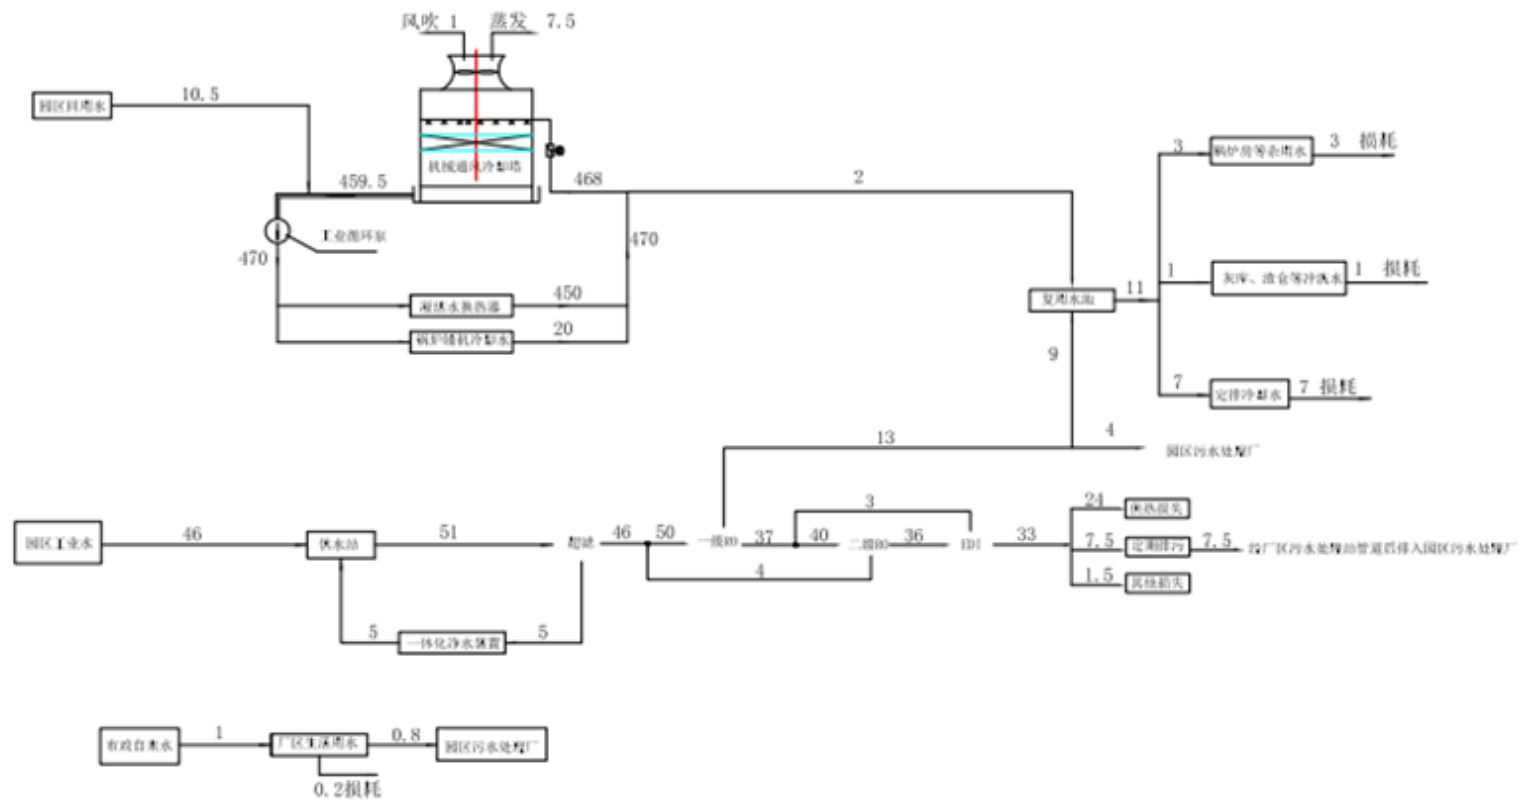 风吹 1
蒸发 7.5
园区回用水
10.5
机械通风冷却塔
459.5
468
2
工业循环泵
470
470
凝结水换热器
450
20
3
锅炉房等杂用水
3 损耗
1
灰库、渣仓等冲洗水
1 损耗
复用水池
11
9
7
定排冷却水
7 损耗
13
4
园区污水处理厂
园区工业水
46
供水站
51
超滤
46
50
一级RO
37
3
40
二级RO
36
EDI
33
24
供热损失
7.5
定期排污
7.5
经厂区污水处理站管道后排入园区污水处理厂
1.5
其他损失
4
5
一体化净水装置
5
市政自来水
1
厂区生活用水
0.8
园区污水处理厂
0.2损耗